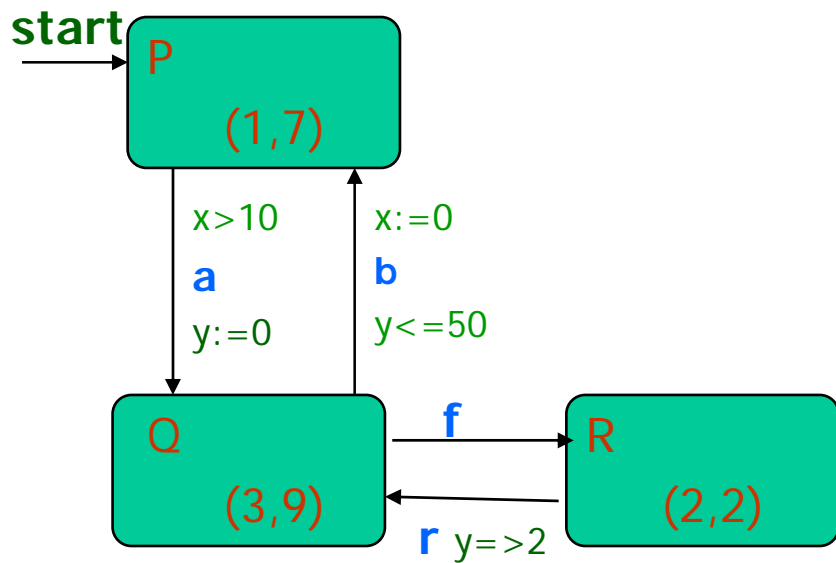 start
P
(1,7)
x>10
a
y:=0
x:=0
b
y<=50
Q
(3,9)
f
R
(2,2)
r y=>2